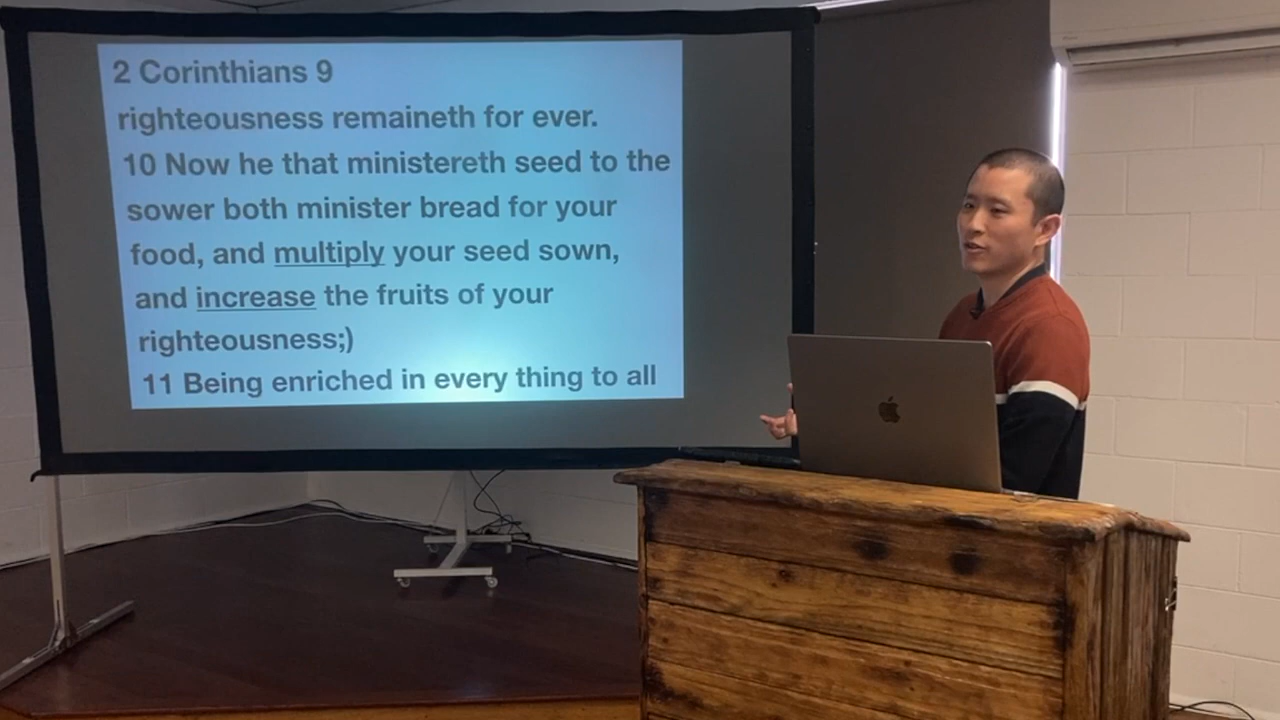 2 Corinthians 9
righteousness remaineth for ever.
10 Now he that ministereth seed to the
sower both minister bread for your
food, and multiply your seed sown,
and increase the fruits of your
righteousness;)
11 Being enriched in every thing to all